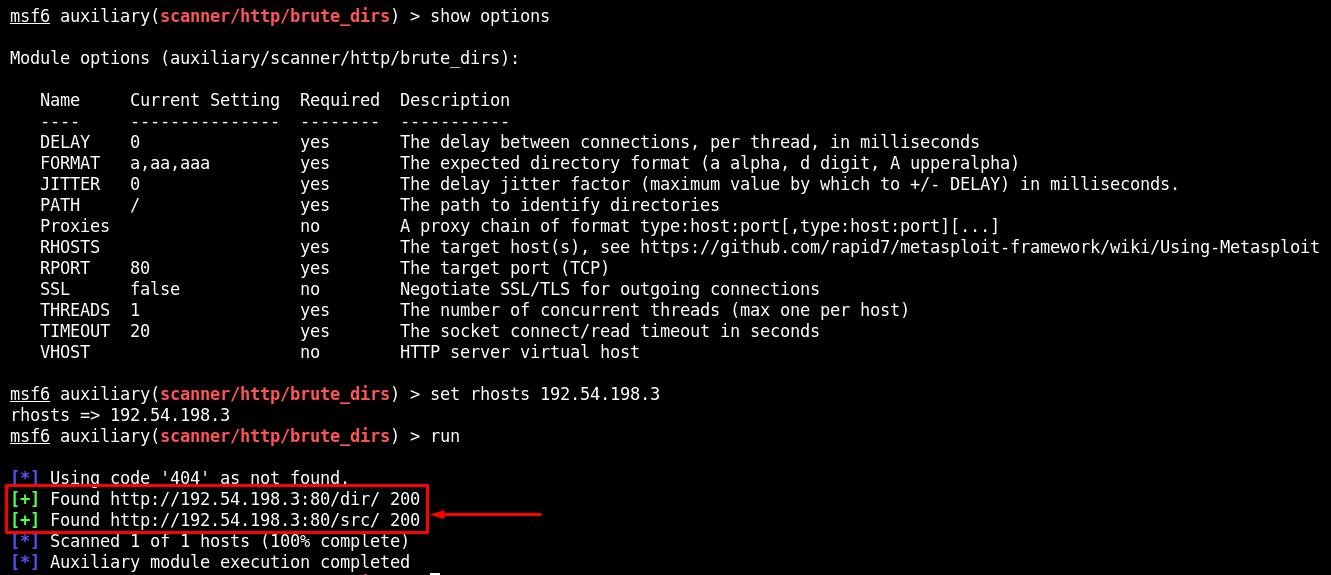 msf6 auxiliary(scanner/http/brute_dirs) > show options
Module options (auxiliary/scanner/http/brute_dirs):
Name Current Setting Required Description
---- --------------- -------- -----------
DELAY 0 yes The delay between connections, per thread, in milliseconds
FORMAT a,aa,aaa yes The expected directory format (a alpha, d digit, A upperalpha)
JITTER 0 yes The delay jitter factor (maximum value by which to +/- DELAY) in milliseconds.
PATH / yes The path to identify directories
Proxies no A proxy chain of format type:host:port[,type:host:port][...]
RHOSTS yes The target host(s), see https://github.com/rapid7/metasploit-framework/wiki/Using-Metasploit
RPORT 80 yes The target port (TCP)
SSL false no Negotiate SSL/TLS for outgoing connections
THREADS 1 yes The number of concurrent threads (max one per host)
TIMEOUT 20 yes The socket connect/read timeout in seconds
VHOST no HTTP server virtual host
msf6 auxiliary(scanner/http/brute_dirs) > set rhosts 192.54.198.3
rhosts => 192.54.198.3
msf6 auxiliary(scanner/http/brute_dirs) > run
[*] Using code '404' as not found.
[+] Found http://192.54.198.3:80/dir/ 200
[+] Found http://192.54.198.3:80/src/ 200
[*] Scanned 1 of 1 hosts (100% complete)
[*] Auxiliary module execution completed